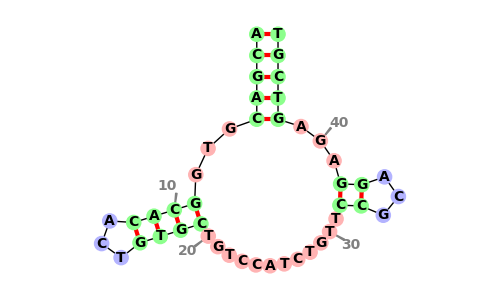 A T
C G
G C
A T
C G
G A 40
T G
A
10 G G A
G C A C A C C G C
C G T G T G C T T
20 T G T C C A T C T G T 30